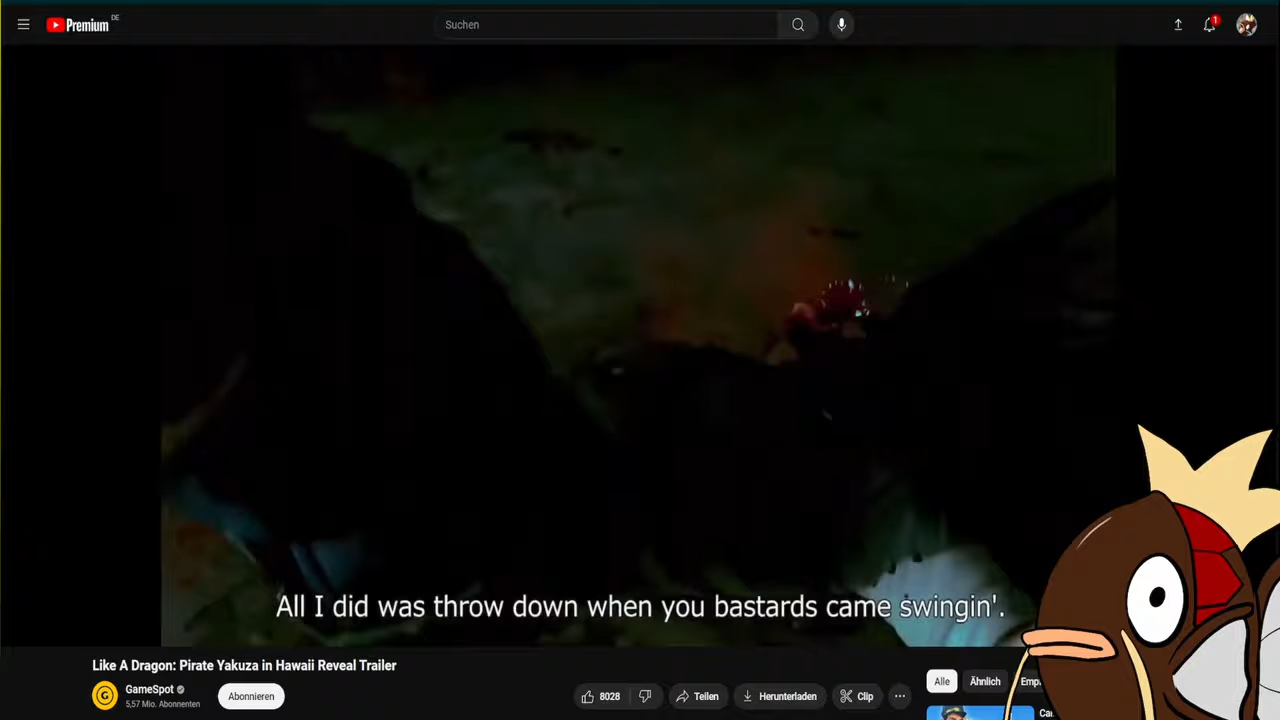 Premium DE
Suchen
1
All I did was throw down when you bastards came swingin'.
Like A Dragon: Pirate Yakuza in Hawaii Reveal Trailer
GameSpot
5,57 Mio. Abonnenten
Abonnieren
8028
Teilen
Herunterladen
Clip
Alle
Ähnlich